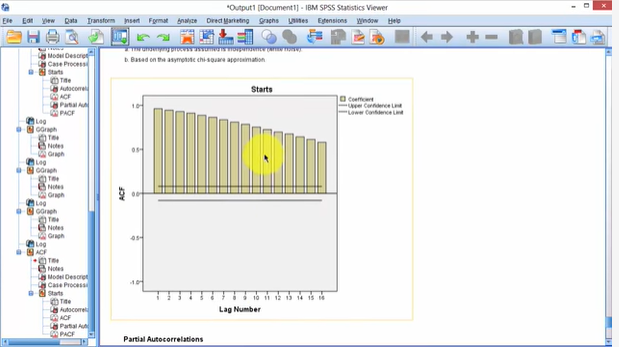 *Output1 [Document1] - IBM SPSS Statistics Viewer
File Edit View Data Transform Insert Format Analyze Direct Marketing Graphs Utilities Extensions Window Help
Notes
Model Descript
Case Processi
Starts
Title
Autocorrela
ACF
Partial Auto
PACF
Log
GGraph
Title
Notes
Graph
Log
GGraph
Title
Notes
Graph
Log
GGraph
Title
Notes
Graph
Log
ACF
Title
Notes
Model Descript
Case Processi
Starts
Title
Autocorrela
ACF
Partial Auto
PACF
a. The underlying process assumed is independence (white noise).
b. Based on the asymptotic chi-square approximation.
Starts
Coefficient
Upper Confidence Limit
Lower Confidence Limit
ACF
1.0
0.5
0.0
-0.5
-1.0
1 2 3 4 5 6 7 8 9 10 11 12 13 14 15 16
Lag Number
Partial Autocorrelations